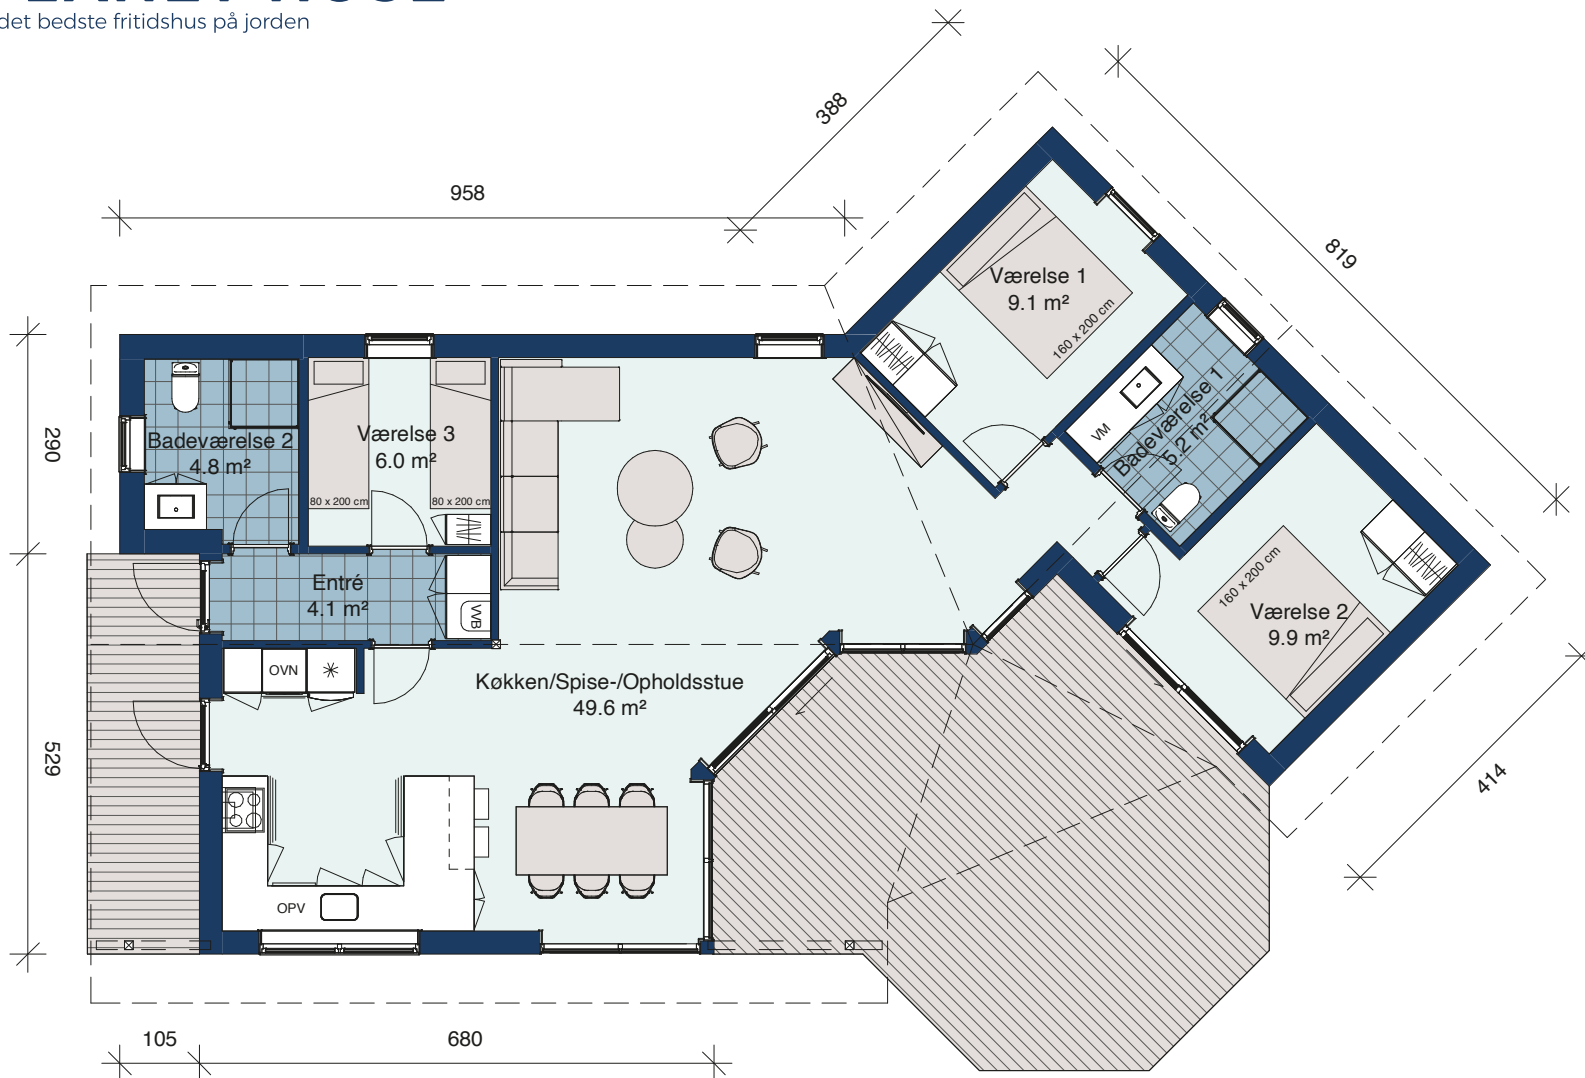 det bedste fritidshus på jorden
388
819
958
Værelse 1
9.1 m²
160 x 200 cm
Badeværelse 1
5.2 m²
VM
290
Badeværelse 2
4.8 m²
Værelse 3
6.0 m²
80 x 200 cm
80 x 200 cm
Entré
4.1 m²
VVB
160 x 200 cm
Værelse 2
9.9 m²
OVN
Køkken/Spise-/Opholdsstue
49.6 m²
529
414
OPV
105
680